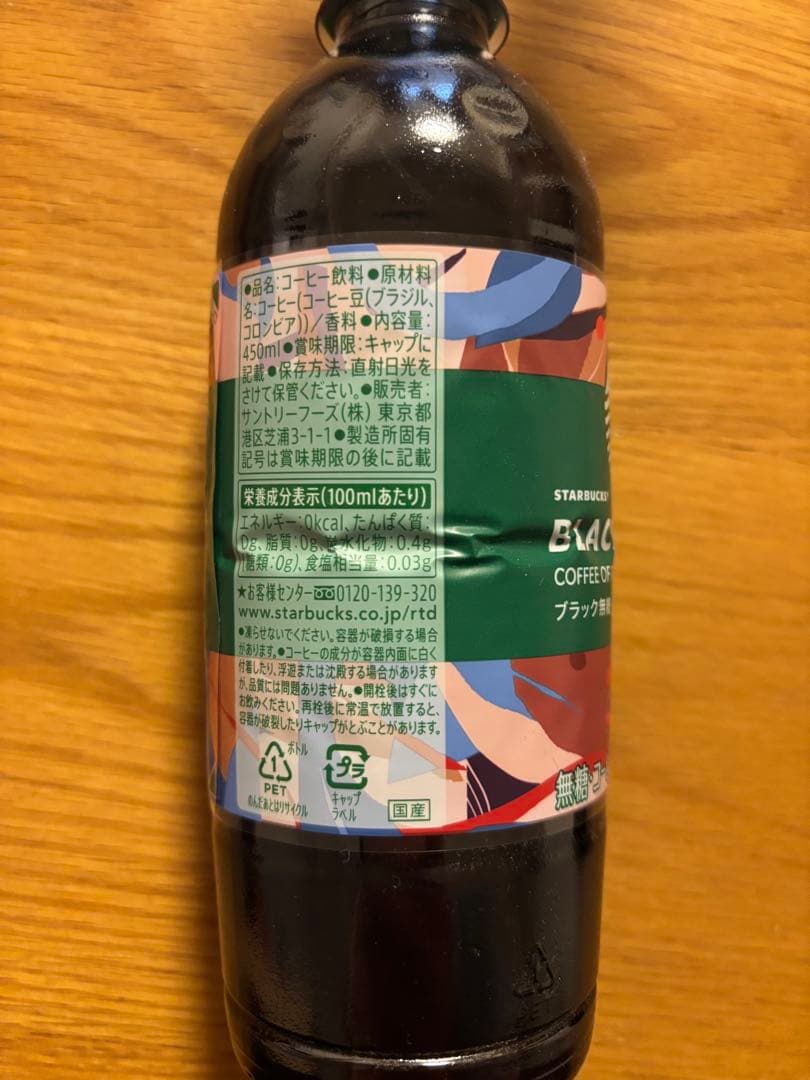 ●品名:コーヒー飲料●原材料
名:コーヒー(コーヒー豆(ブラジル、
コロンビア))/香料●内容量:
450ml●賞味期限:キャップに
記載●保存方法:直射日光を
さけて保管ください。●販売者:
サントリーフーズ(株) 東京都
港区芝浦3-1-1●製造所固有
記号は賞味期限の後に記載
栄養成分表示(100mlあたり)
エネルギー:0kcal、たんぱく質:
0g、脂質:0g、炭水化物:0.4g
(糖類:0g)、食塩相当量:0.03g
★お客様センター 0120-139-320
www.starbucks.co.jp/rtd
●凍らせないでください。容器が破損する場合
があります。●コーヒーの成分が容器内面に白く
付着したり、浮遊または沈殿する場合があります
が、品質には問題ありません。●開栓後はすぐに
お飲みください。再栓後に常温で放置すると、
容器が破裂したりキャップがとぶことがあります。
ボトル
1
PET
のんだあとはリサイクル
プラ
キャップ
ラベル
国産
STARBUCKS
BLAC
COFFEE OF
ブラック無糖
無糖・コー
PET